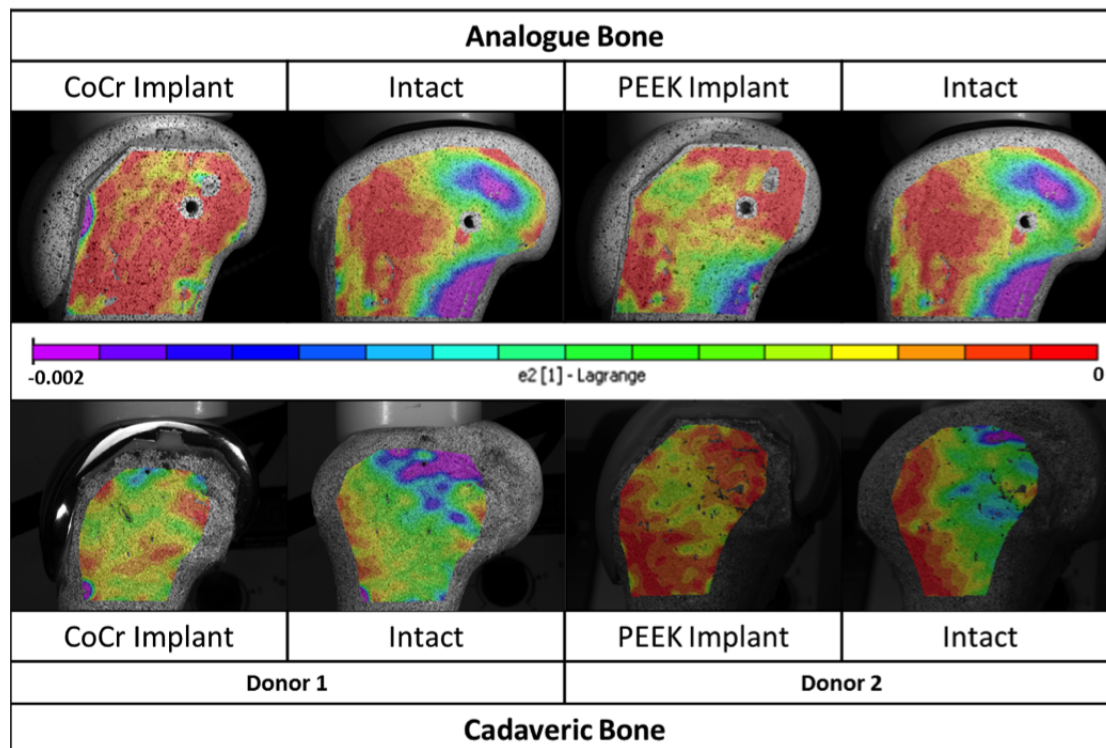 Analogue Bone
CoCr Implant Intact PEEK Implant Intact
-0.002 e2 [1] - Lagrange 0
CoCr Implant Intact PEEK Implant Intact
Donor 1 Donor 2
Cadaveric Bone